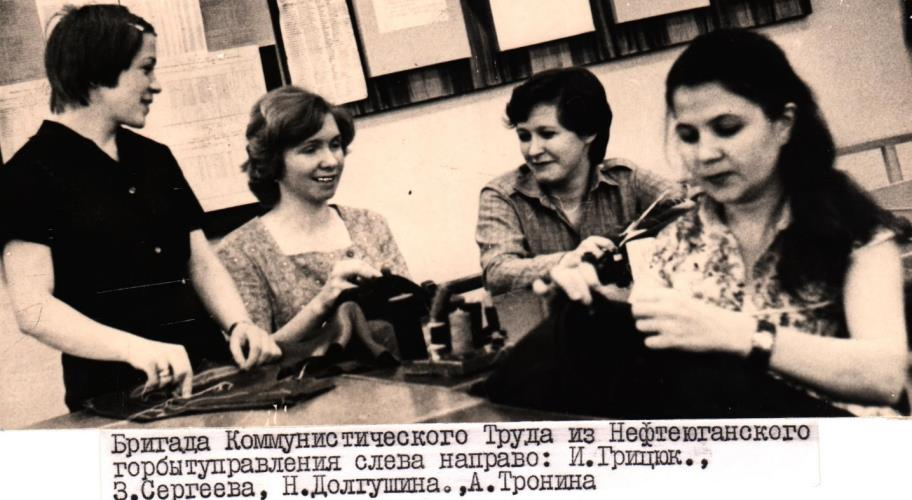 Бригада Коммунистического Труда из Нефтеюганского
горбытуправления слева направо: И.Грицюк.,
З.Сергеева, Н.Долгушина.,А.Тронина